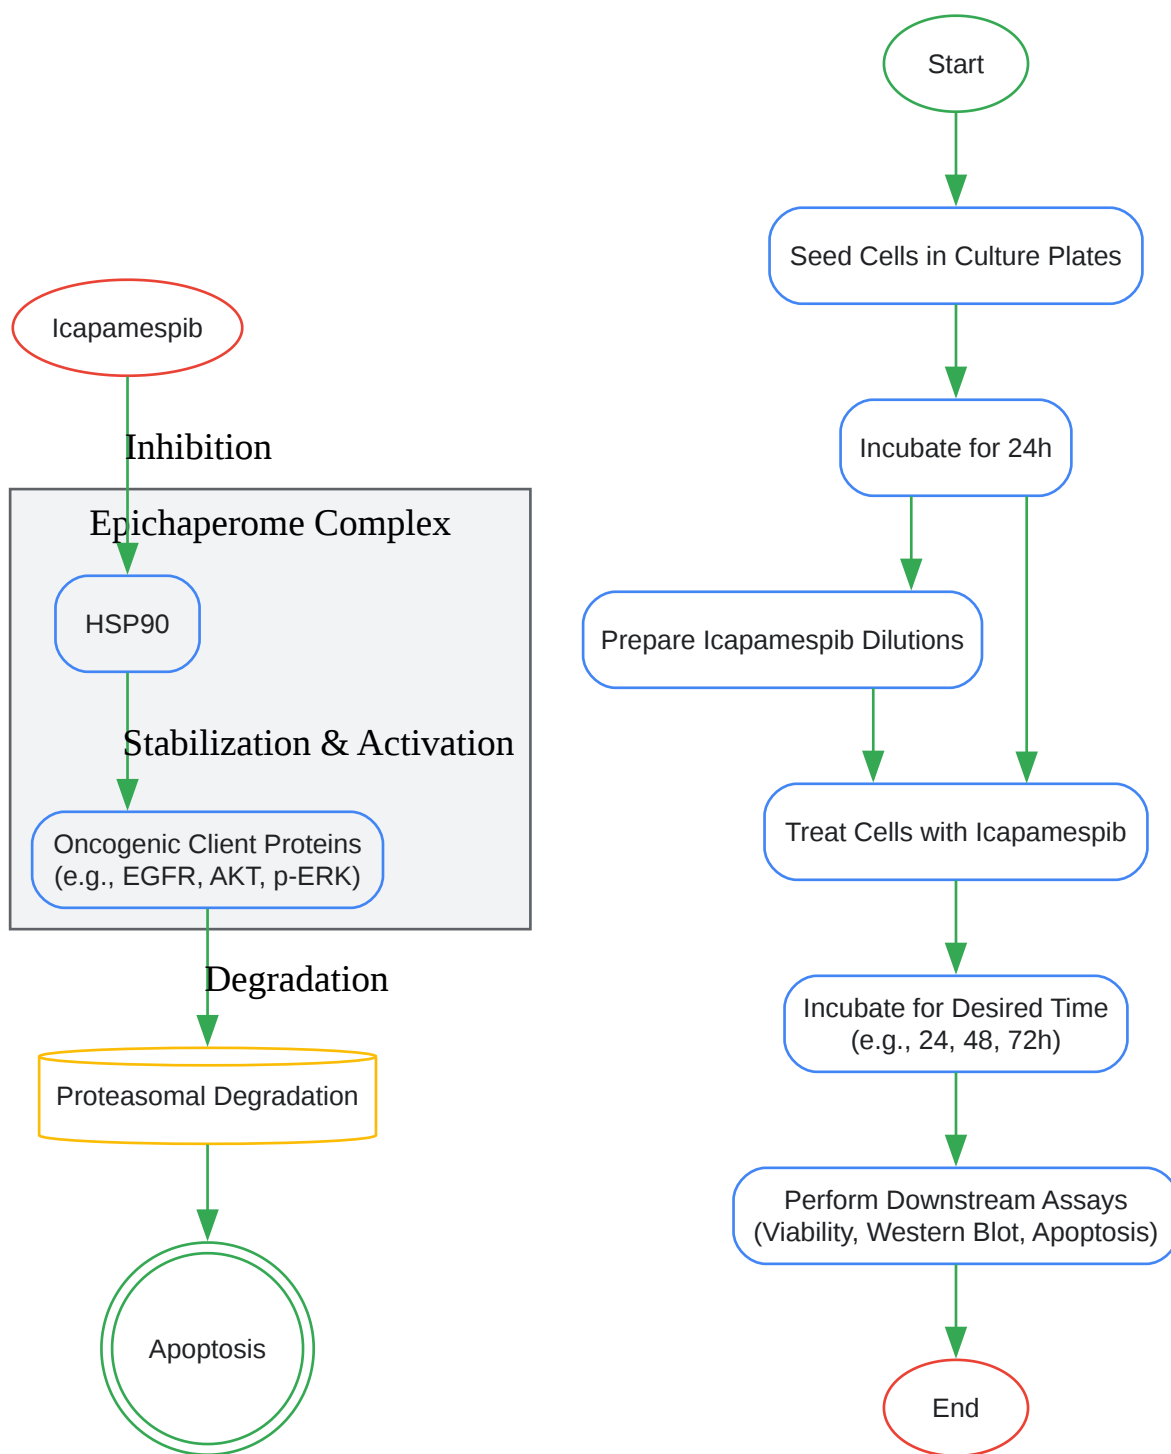 Icapamespib
Inhibition
Epichaperome Complex
HSP90
Stabilization & Activation
Oncogenic Client Proteins
(e.g., EGFR, AKT, p-ERK)
Degradation
Proteasomal Degradation
Apoptosis
Start
Seed Cells in Culture Plates
Incubate for 24h
Prepare Icapamespib Dilutions
Treat Cells with Icapamespib
Incubate for Desired Time
(e.g., 24, 48, 72h)
Perform Downstream Assays
(Viability, Western Blot, Apoptosis)
End